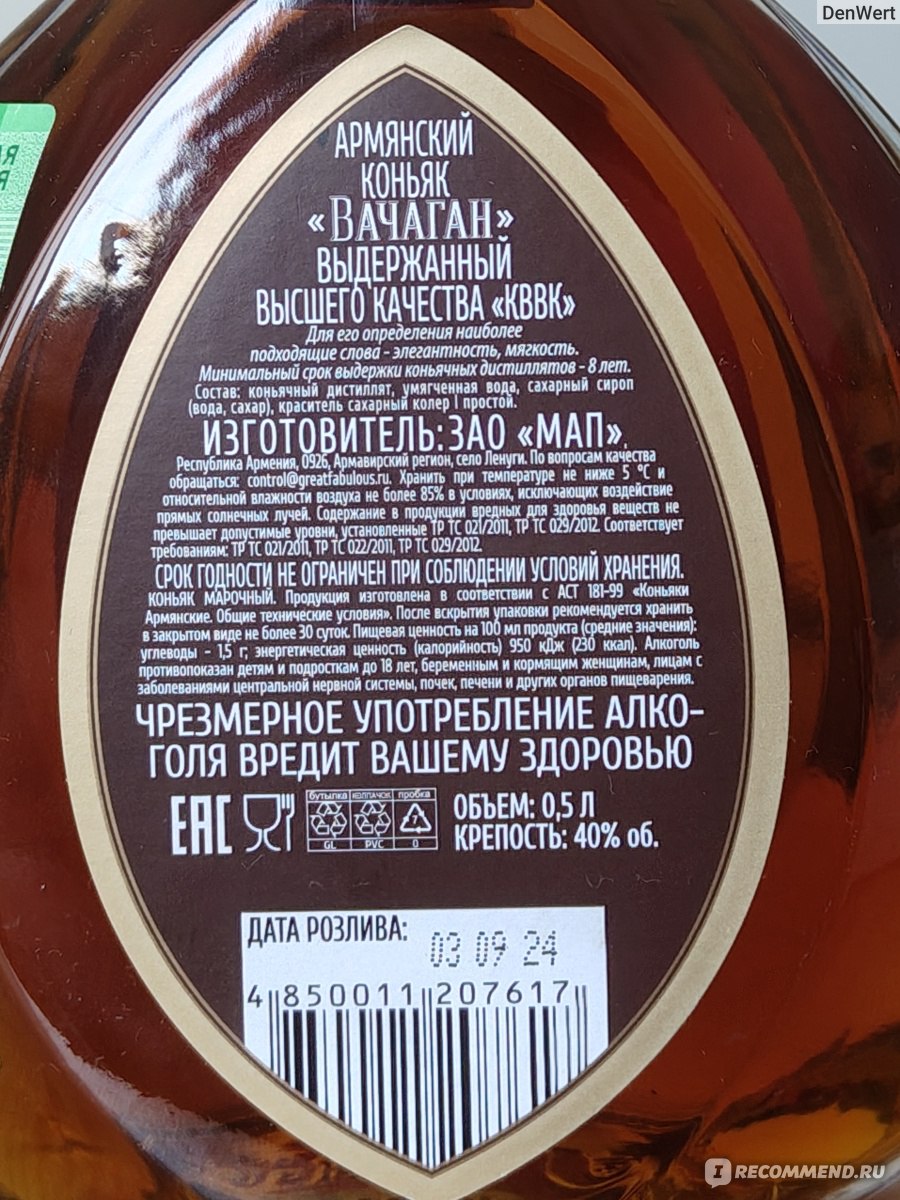 DenWert
АРМЯНСКИЙ
КОНЬЯК
«ВАЧАГАН»
ВЫДЕРЖАННЫЙ
ВЫСШЕГО КАЧЕСТВА «КВВК»
Для его определения наиболее
подходящие слова - элегантность, мягкость.
Минимальный срок выдержки коньячных дистиллятов - 8 лет.
Состав: коньячный дистиллят, умягченная вода, сахарный сироп
(вода, сахар), краситель сахарный колер I простой.
ИЗГОТОВИТЕЛЬ: ЗАО «МАП»,
Республика Армения, 0926, Армавирский регион, село Ленуги. По вопросам качества
обращаться: control@greatfabulous.ru. Хранить при температуре не ниже 5 °С и
относительной влажности воздуха не более 85% в условиях, исключающих воздействие
прямых солнечных лучей. Содержание в продукции вредных для здоровья веществ не
превышает допустимые уровни, установленные ТР ТС 021/2011, ТР ТС 029/2012. Соответствует
требованиям: ТР ТС 021/2011, ТР ТС 022/2011, ТР ТС 029/2012.
СРОК ГОДНОСТИ НЕ ОГРАНИЧЕН ПРИ СОБЛЮДЕНИИ УСЛОВИЙ ХРАНЕНИЯ.
КОНЬЯК МАРОЧНЫЙ. Продукция изготовлена в соответствии с АСТ 181-99 «Коньяки
Армянские. Общие технические условия». После вскрытия упаковки рекомендуется хранить
в закрытом виде не более 30 суток. Пищевая ценность на 100 мл продукта (средние значения):
углеводы - 1,5 г; энергетическая ценность (калорийность) 950 кДж (230 ккал). Алкоголь
противопоказан детям и подросткам до 18 лет, беременным и кормящим женщинам, лицам с
заболеваниями центральной нервной системы, почек, печени и других органов пищеварения.
ЧРЕЗМЕРНОЕ УПОТРЕБЛЕНИЕ АЛКО-
ГОЛЯ ВРЕДИТ ВАШЕМУ ЗДОРОВЬЮ
EAC
бутылка колпачок пробка
7
GL PVC 0
ОБЪЕМ: 0,5 Л
КРЕПОСТЬ: 40% об.
ДАТА РОЗЛИВА:
03 09 24
4 850011 207617
I RECOMMEND.RU